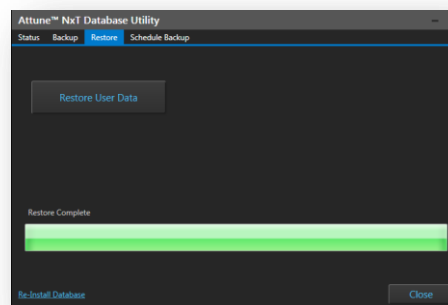 Attune™ NxT Database Utility
Status Backup Restore Schedule Backup
Restore User Data
Restore Complete
Re-Install Database
Close